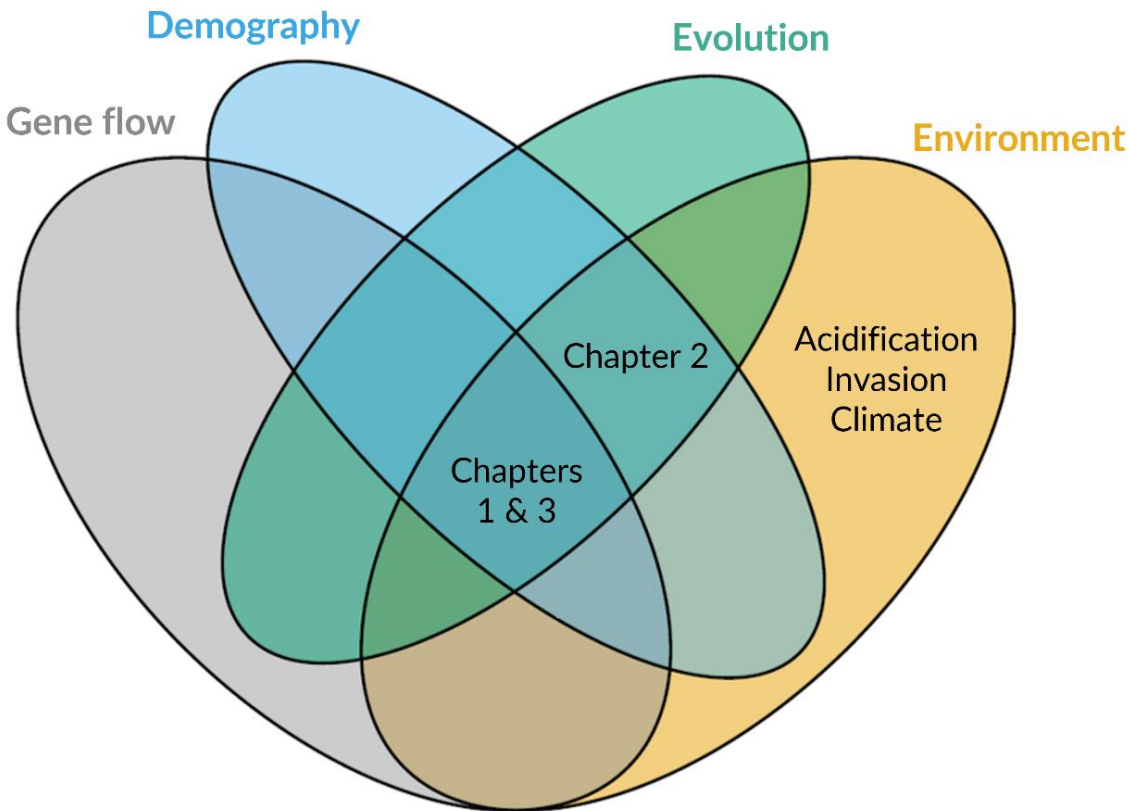 Demography
Evolution
Gene flow
Environment
Chapter 2
Acidification
Invasion
Climate
Chapters
1 & 3